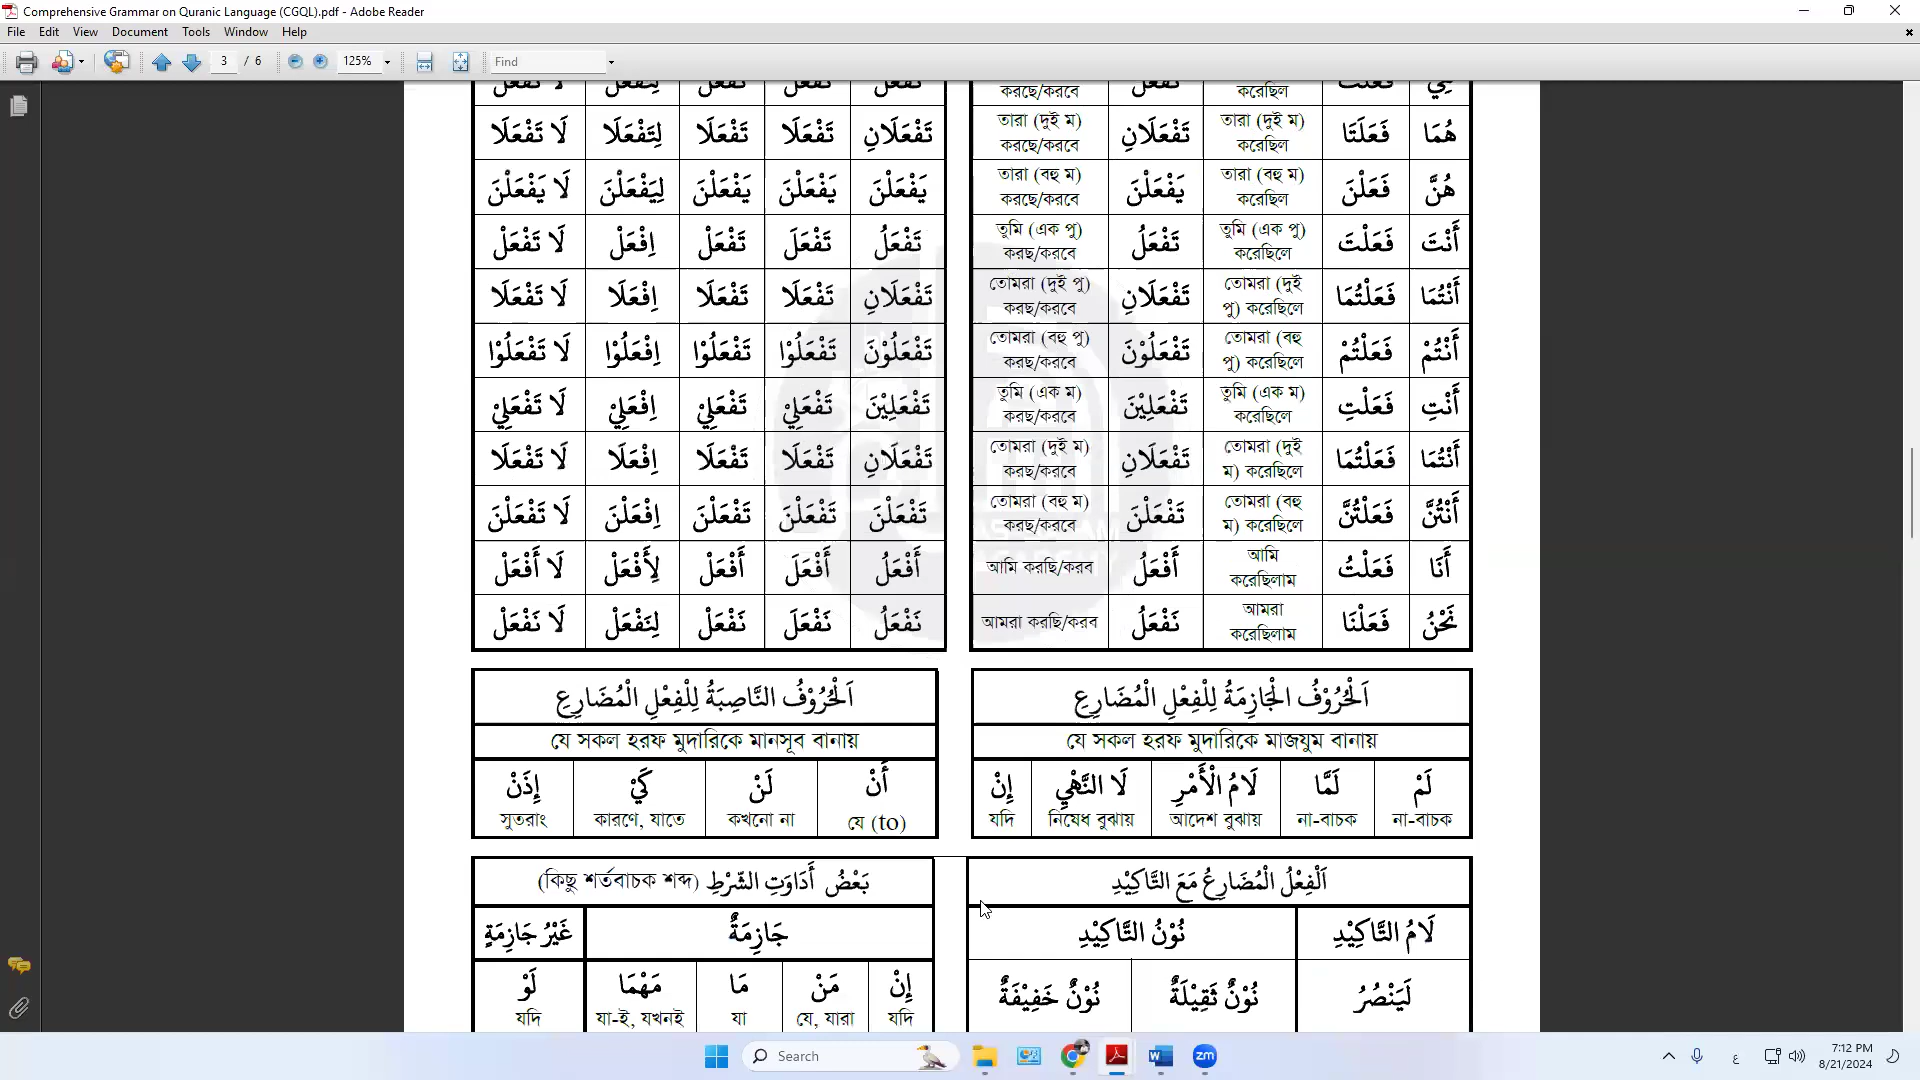 Comprehensive Grammar on Quranic Language (CGQL).pdf - Adobe Reader
File Edit View Document Tools Window Help
3 / 6 125% Find
هِيَ فَعَلَتْ করেছিল تَفْعَلُ করছে/করবে
تَفْعَلُ تَفْعَلَ تَفْعَلْ لِتَفْعَلْ لَا تَفْعَلْ
هُمَا فَعَلَتَا তারা (দুই ম) করেছিল تَفْعَلَانِ তারা (দুই ম) করছে/করবে
تَفْعَلَانِ تَفْعَلَا تَفْعَلَا لِتَفْعَلَا لَا تَفْعَلَا
هُنَّ فَعَلْنَ তারা (বহু ম) করেছিল يَفْعَلْنَ তারা (বহু ম) করছে/করবে
يَفْعَلْنَ يَفْعَلْنَ يَفْعَلْنَ لِيَفْعَلْنَ لَا يَفْعَلْنَ
أَنْتَ فَعَلْتَ তুমি (এক পু) করেছিলে تَفْعَلُ তুমি (এক পু) করছ/করবে
تَفْعَلُ تَفْعَلَ تَفْعَلْ اِفْعَلْ لَا تَفْعَلْ
أَنْتُمَا فَعَلْتُمَا তোমরা (দুই পু) করেছিলে تَفْعَلَانِ তোমরা (দুই পু) করছ/করবে
تَفْعَلَانِ تَفْعَلَا تَفْعَلَا اِفْعَلَا لَا تَفْعَلَا
أَنْتُمْ فَعَلْتُمْ তোমরা (বহু পু) করেছিলে تَفْعَلُوْنَ তোমরা (বহু পু) করছ/করবে
تَفْعَلُوْنَ تَفْعَلُوْا تَفْعَلُوْا اِفْعَلُوْا لَا تَفْعَلُوْا
أَنْتِ فَعَلْتِ তুমি (এক ম) করেছিলে تَفْعَلِيْنَ তুমি (এক ম) করছ/করবে
تَفْعَلِيْنَ تَفْعَلِيْ تَفْعَلِيْ اِفْعَلِيْ لَا تَفْعَلِيْ
أَنْتُمَا فَعَلْتُمَا তোমরা (দুই ম) করেছিলে تَفْعَلَانِ তোমরা (দুই ম) করছ/করবে
تَفْعَلَانِ تَفْعَلَا تَفْعَلَا اِفْعَلَا لَا تَفْعَلَا
أَنْتُنَّ فَعَلْتُنَّ তোমরা (বহু ম) করেছিলে تَفْعَلْنَ তোমরা (বহু ম) করছ/করবে
تَفْعَلْنَ تَفْعَلْنَ تَفْعَلْنَ اِفْعَلْنَ لَا تَفْعَلْنَ
أَنَا فَعَلْتُ আমি করেছিলাম أَفْعَلُ আমি করছি/করব
أَفْعَلُ أَفْعَلَ أَفْعَلْ لِأَفْعَلْ لَا أَفْعَلْ
نَحْنُ فَعَلْنَا আমরা করেছিলাম نَفْعَلُ আমরা করছি/করব
نَفْعَلُ نَفْعَلَ نَفْعَلْ لِنَفْعَلْ لَا نَفْعَلْ
ACADEMY
اَلْحُرُوْفُ الْجَازِمَةُ لِلْفِعْلِ الْمُضَارِعِ
যে সকল হরফ মুদারিকে মাজযুম বানায়
لَمْ لَمَّا لَامُ الْأَمْرِ لَا النَّهْيِ إِنْ
না-বাচক না-বাচক আদেশ বুঝায় নিষেধ বুঝায় যদি
اَلْحُرُوْفُ النَّاصِبَةُ لِلْفِعْلِ الْمُضَارِعِ
যে সকল হরফ মুদারিকে মানসূব বানায়
أَنْ لَنْ كَيْ إِذَنْ
যে (to) কখনো না কারণে, যাতে সুতরাং
اَلْفِعْلُ الْمُضَارِعُ مَعَ التَّاكِيْدِ
لَامُ التَّاكِيْدِ نُوْنُ التَّاكِيْدِ
لَيَنْصُرُ نُوْنٌ ثَقِيْلَةٌ نُوْنٌ خَفِيْفَةٌ
بَعْضُ أَدَاوَتِ الشَّرْطِ (কিছু শর্তবাচক শব্দ)
جَازِمَةٌ غَيْرُ جَازِمَةٍ
إِنْ مَنْ مَا مَهْمَا لَوْ
যদি যে, যারা যা যা-ই, যখনই যদি
Search
zm
ع
7:12 PM
8/21/2024